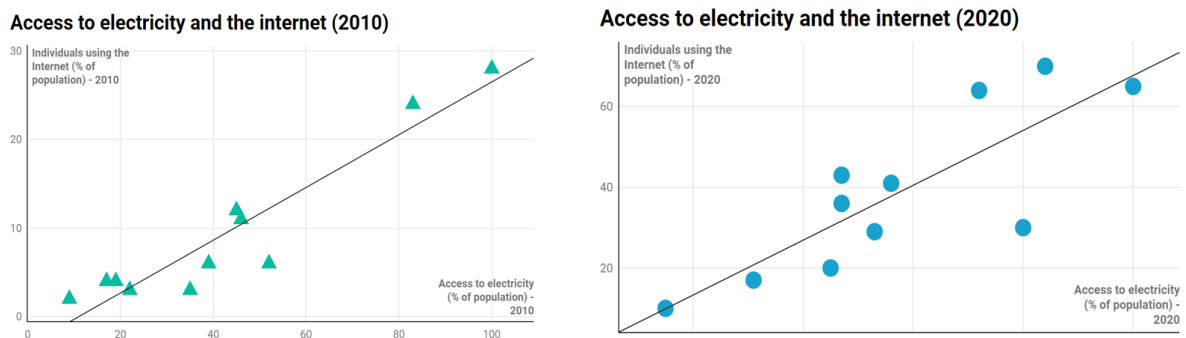 Access to electricity and the internet (2010)
30
Individuals using the
Internet (% of
population) - 2010
20
10
0
Access to electricity
(% of population) -
2010
0 20 40 60 80 100
Access to electricity and the internet (2020)
Individuals using the
Internet (% of
population) - 2020
60
40
20
Access to electricity
(% of population) -
2020